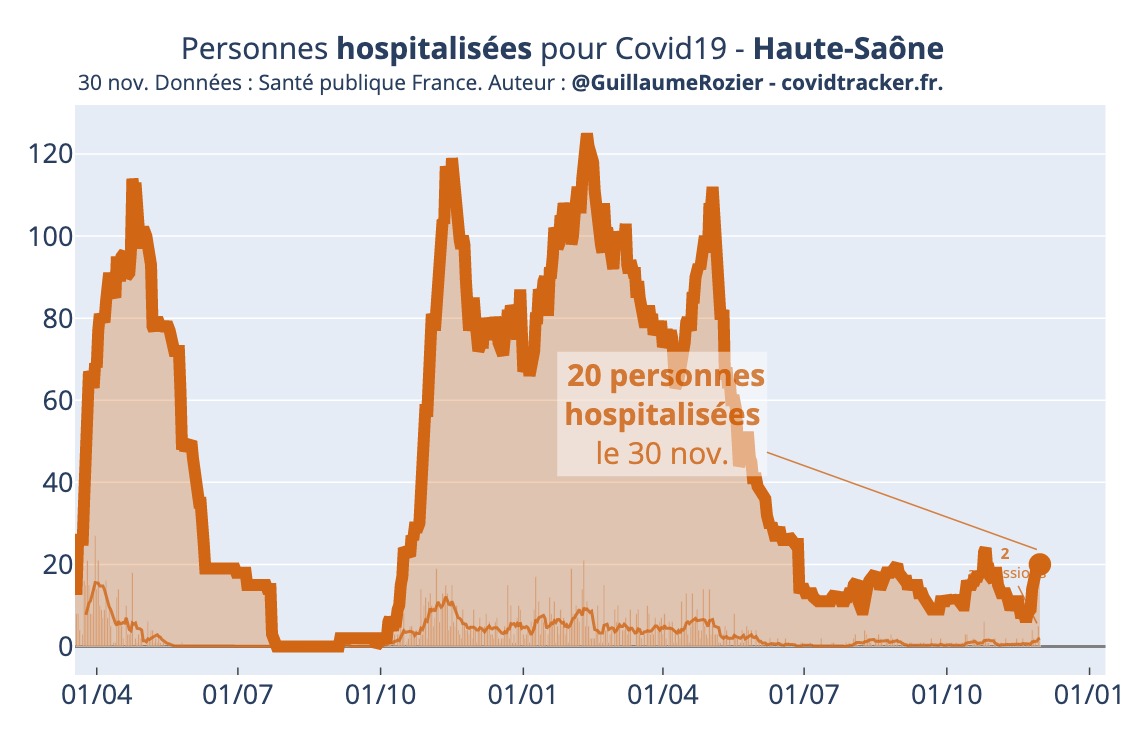 Personnes hospitalisées pour Covid19 - Haute-Saône
30 nov. Données : Santé publique France. Auteur : @GuillaumeRozier - covidtracker.fr.
120
100
80
60
40
20
0
20 personnes
hospitalisées
le 30 nov.
2
01/04 01/07 01/10 01/01 01/04 01/07 01/10 01/01